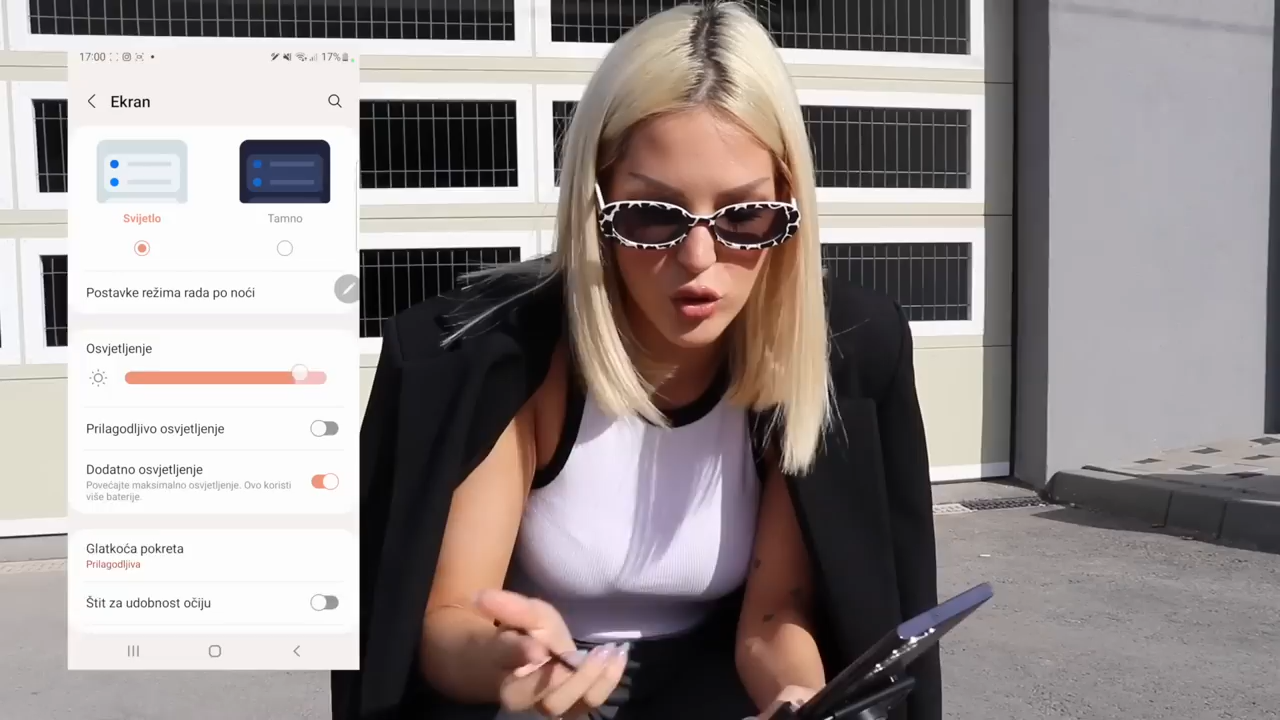 17:00
17%
Ekran
Svijetlo
Tamno
Postavke režima rada po noći
Osvjetljenje
Prilagodljivo osvjetljenje
Dodatno osvjetljenje
Povećajte maksimalno osvjetljenje. Ovo koristi
više baterije.
Glatkoća pokreta
Prilagodljiva
Štit za udobnost očiju